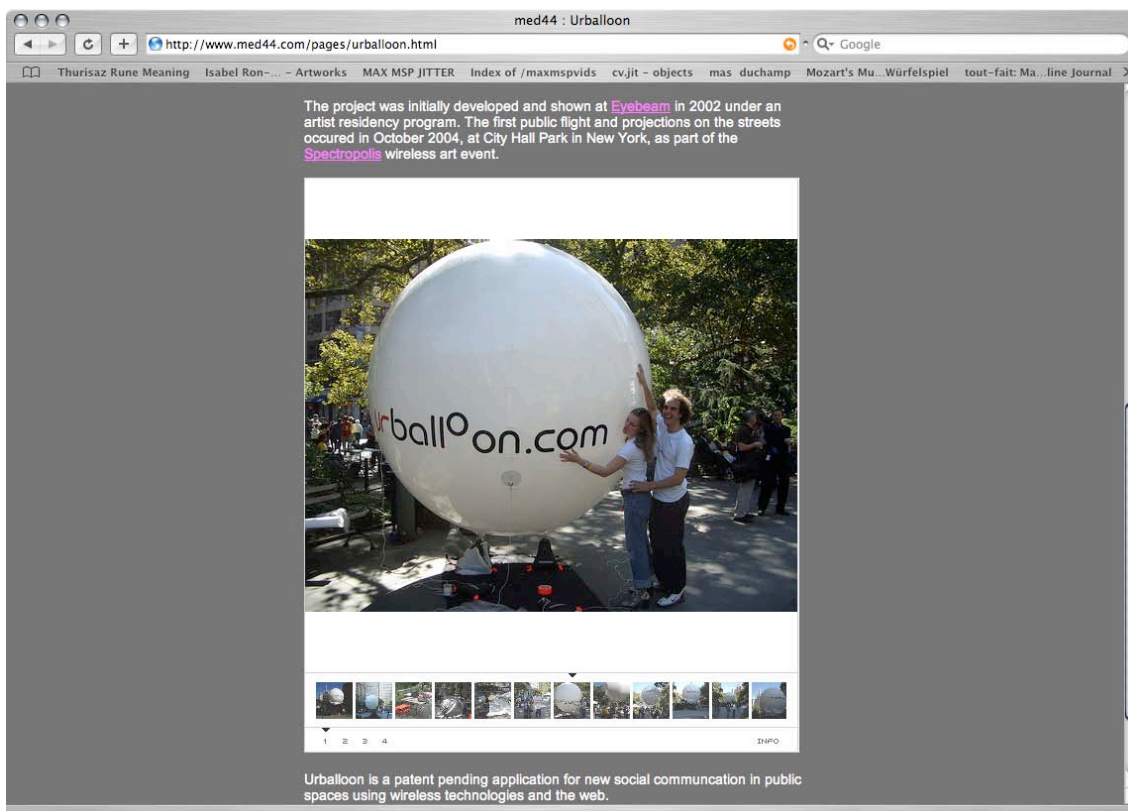 med44 : Urballoon
http://www.med44.com/pages/urballoon.html
Google
Thurisaz Rune Meaning Isabel Ron-... – Artworks MAX MSP JITTER Index of /maxmspvids cv.jit – objects mas duchamp Mozart's Mu...Würfelspiel tout-fait: Ma...line Journal
The project was initially developed and shown at Eyebeam in 2002 under an
artist residency program. The first public flight and projections on the streets
occured in October 2004, at City Hall Park in New York, as part of the
Spectropolis wireless art event.
urballoon.com
1 2 3 4 INFO
Urballoon is a patent pending application for new social communcation in public
spaces using wireless technologies and the web.